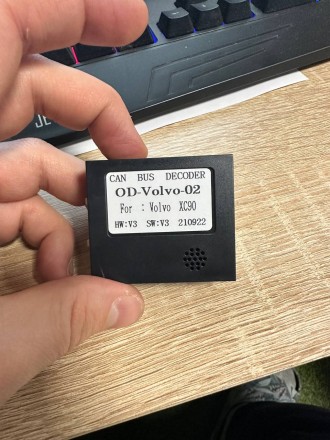 CAN BUS DECODER
OD-Volvo-02
For : Volvo XC90
HW:V3 SW:V3 210922